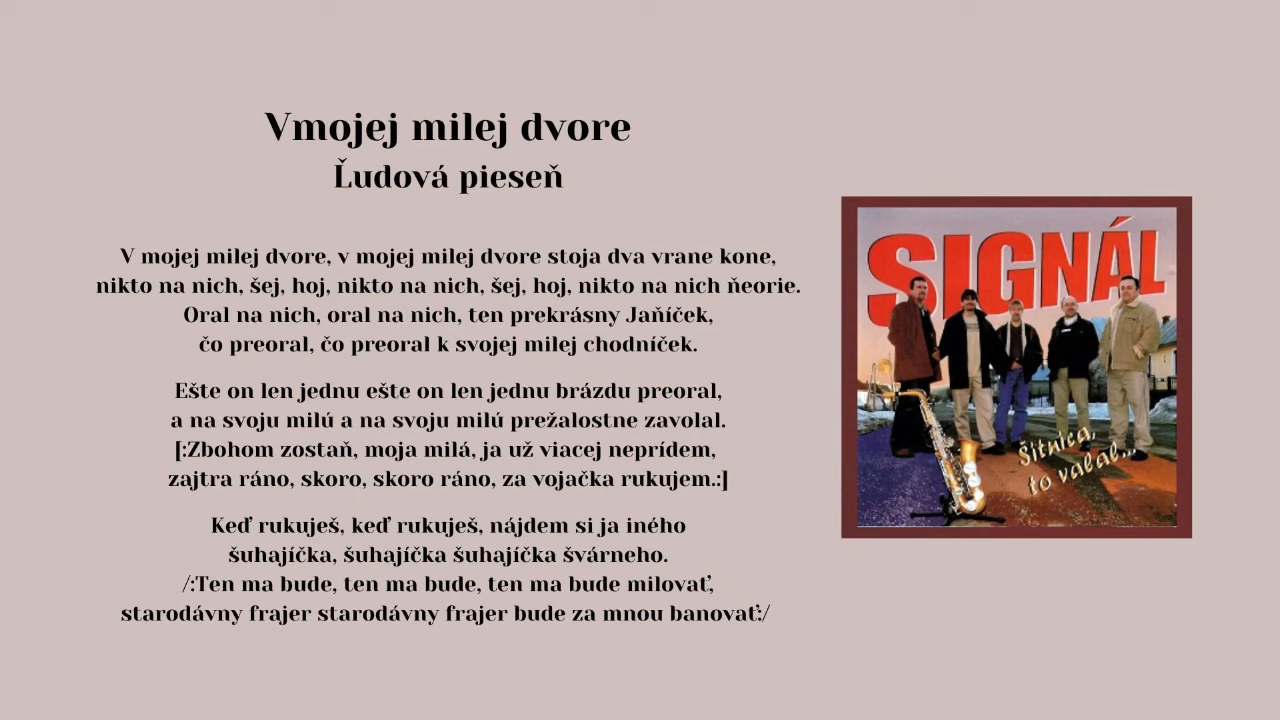 Vmojej milej dvore
Ľudová pieseň
V mojej milej dvore, v mojej milej dvore stoja dva vrane kone,
nikto na nich, šej, hoj, nikto na nich, šej, hoj, nikto na nich ňeorie.
Oral na nich, oral na nich, ten prekrásny Jaňíček,
čo preoral, čo preoral k svojej milej chodníček.
Ešte on len jednu ešte on len jednu brázdu preoral,
a na svoju milú a na svoju milú prežalostne zavolal.
[:Zbohom zostaň, moja milá, ja už viacej neprídem,
zajtra ráno, skoro, skoro ráno, za vojačka rukujem.:]
Keď rukuješ, keď rukuješ, nájdem si ja iného
šuhajíčka, šuhajíčka šuhajíčka švárneho.
/:Ten ma bude, ten ma bude, ten ma bude milovať,
starodávny frajer starodávny frajer bude za mnou banovať:/
SIGNÁL
Šitnica,
to valal...